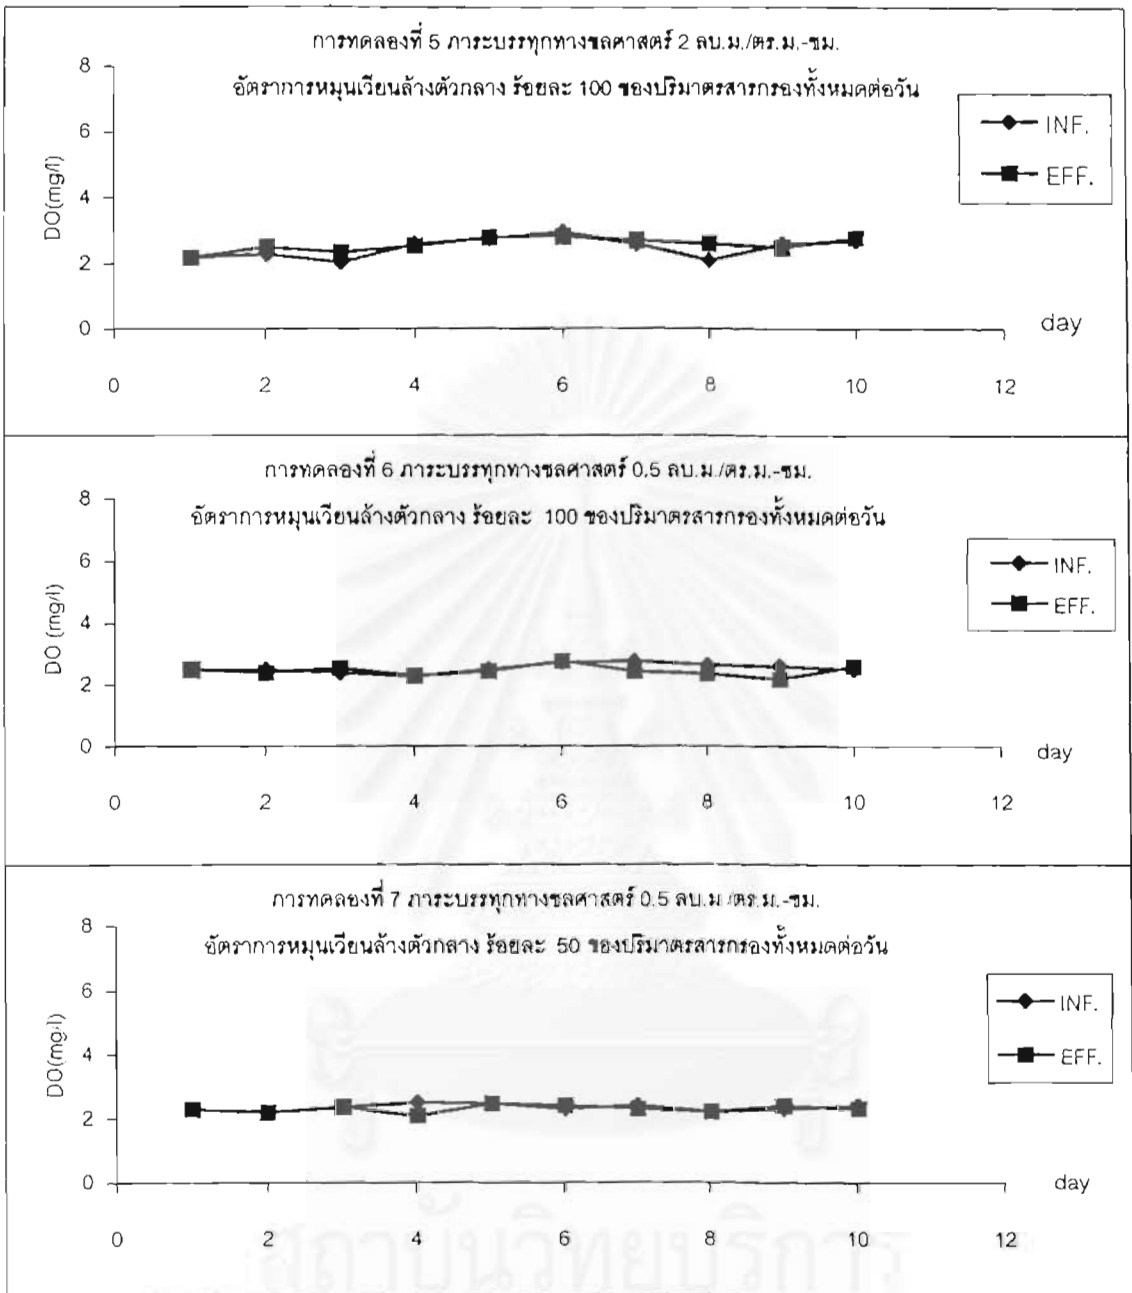 การทดลองที่ 5 ภาระบรรทุกทางชลศาสตร์ 2 ลบ.ม./ตร.ม.-ชม.
อัตราการหมุนเวียนล้างตัวกลาง ร้อยละ 100 ของปริมาตรสารกรองทั้งหมดต่อวัน
DO(mg/l)
8
6
4
2
0
INF.
EFF.
day
0 2 4 6 8 10 12
การทดลองที่ 6 ภาระบรรทุกทางชลศาสตร์ 0.5 ลบ.ม./ตร.ม.-ชม.
อัตราการหมุนเวียนล้างตัวกลาง ร้อยละ 100 ของปริมาตรสารกรองทั้งหมดต่อวัน
DO (mg/l)
8
6
4
2
0
INF.
EFF.
day
0 2 4 6 8 10 12
การทดลองที่ 7 ภาระบรรทุกทางชลศาสตร์ 0.5 ลบ.ม./ตร.ม.-ชม.
อัตราการหมุนเวียนล้างตัวกลาง ร้อยละ 50 ของปริมาตรสารกรองทั้งหมดต่อวัน
DO(mg/l)
8
6
4
2
0
INF.
EFF.
day
0 2 4 6 8 10 12
สถาบันวิทยบริการ